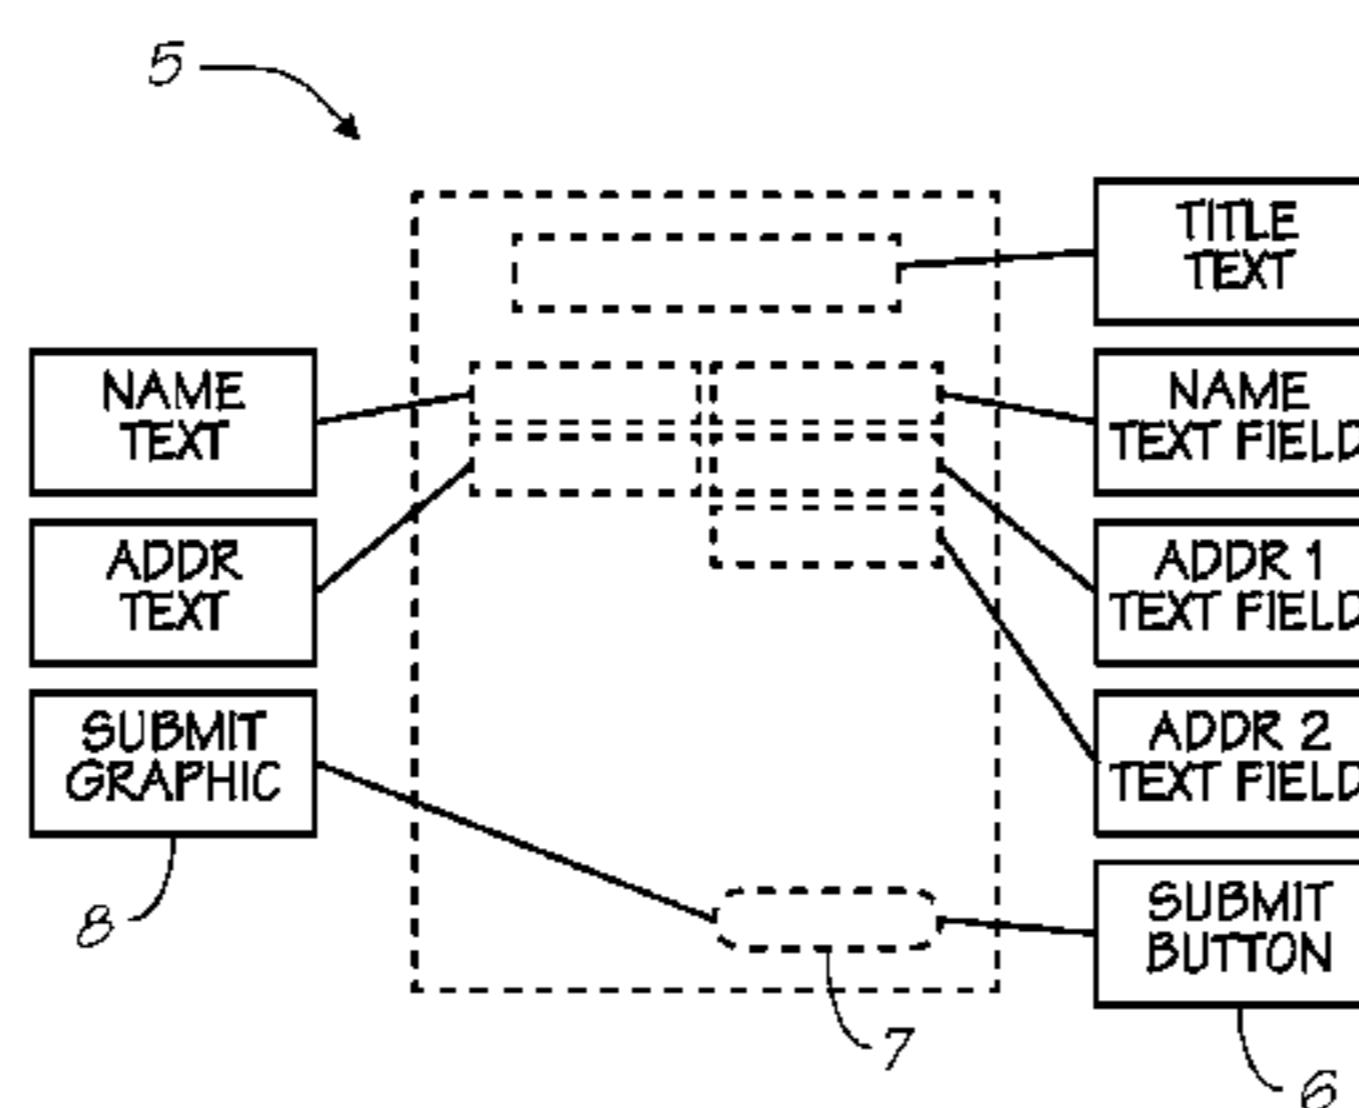 5
TITLE
TEXT
NAME
TEXT
NAME
TEXT FIELD
ADDR
TEXT
ADDR 1
TEXT FIELD
SUBMIT
GRAPHIC
ADDR 2
TEXT FIELD
8
SUBMIT
BUTTON
7
6